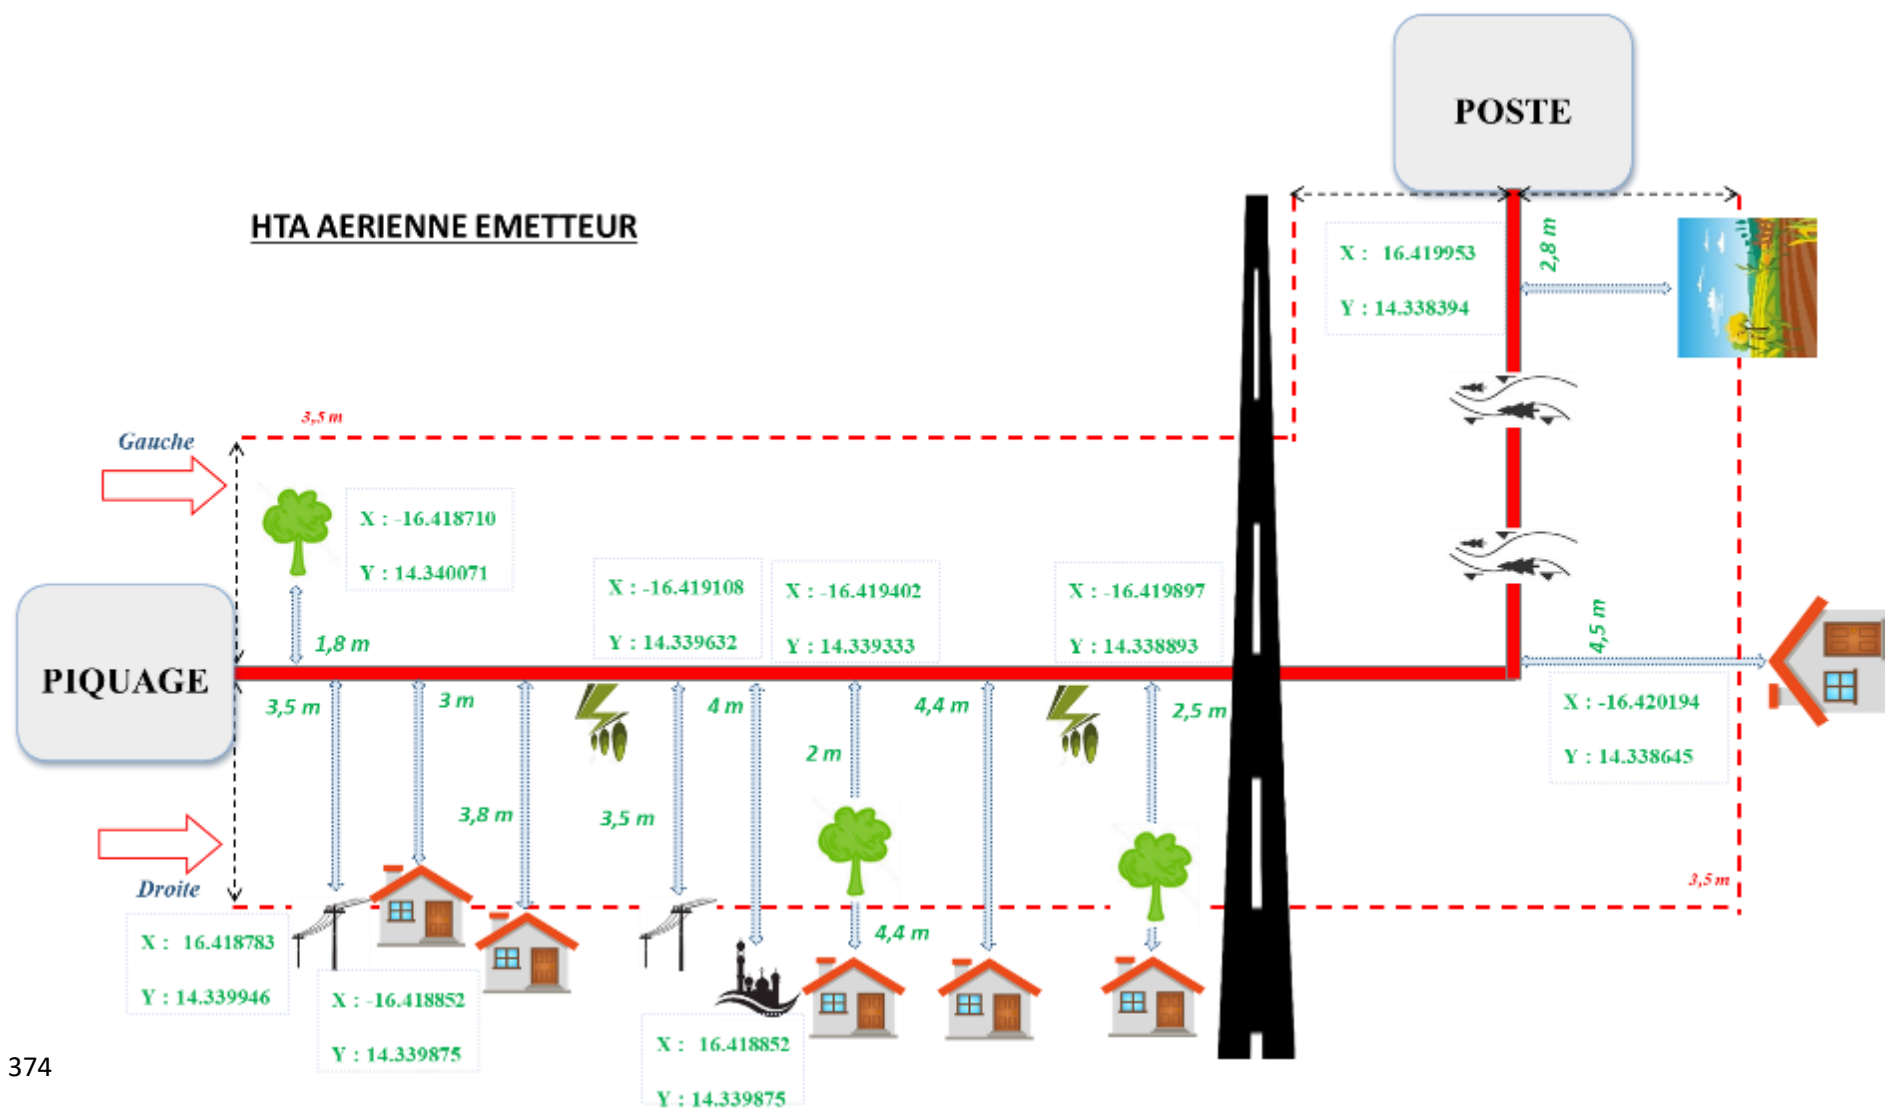 POSTE
HTA AERIENNE EMETTEUR
X : 16.419953
Y : 14.338394
2,8 m
3,5 m
Gauche
X : -16.418710
Y : 14.340071
X : -16.419108
Y : 14.339632
X : -16.419402
Y : 14.339333
X : -16.419897
Y : 14.338893
1,8 m
4,5 m
PIQUAGE
3,5 m
3 m
4 m
4,4 m
2,5 m
X : -16.420194
Y : 14.338645
2 m
3,8 m
3,5 m
Droite
3,5 m
4,4 m
X : 16.418783
Y : 14.339946
X : -16.418852
Y : 14.339875
X : 16.418852
Y : 14.339875
374